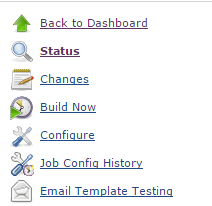 Back to Dashboard
Status
Changes
Build Now
Configure
Job Config History
Email Template Testing